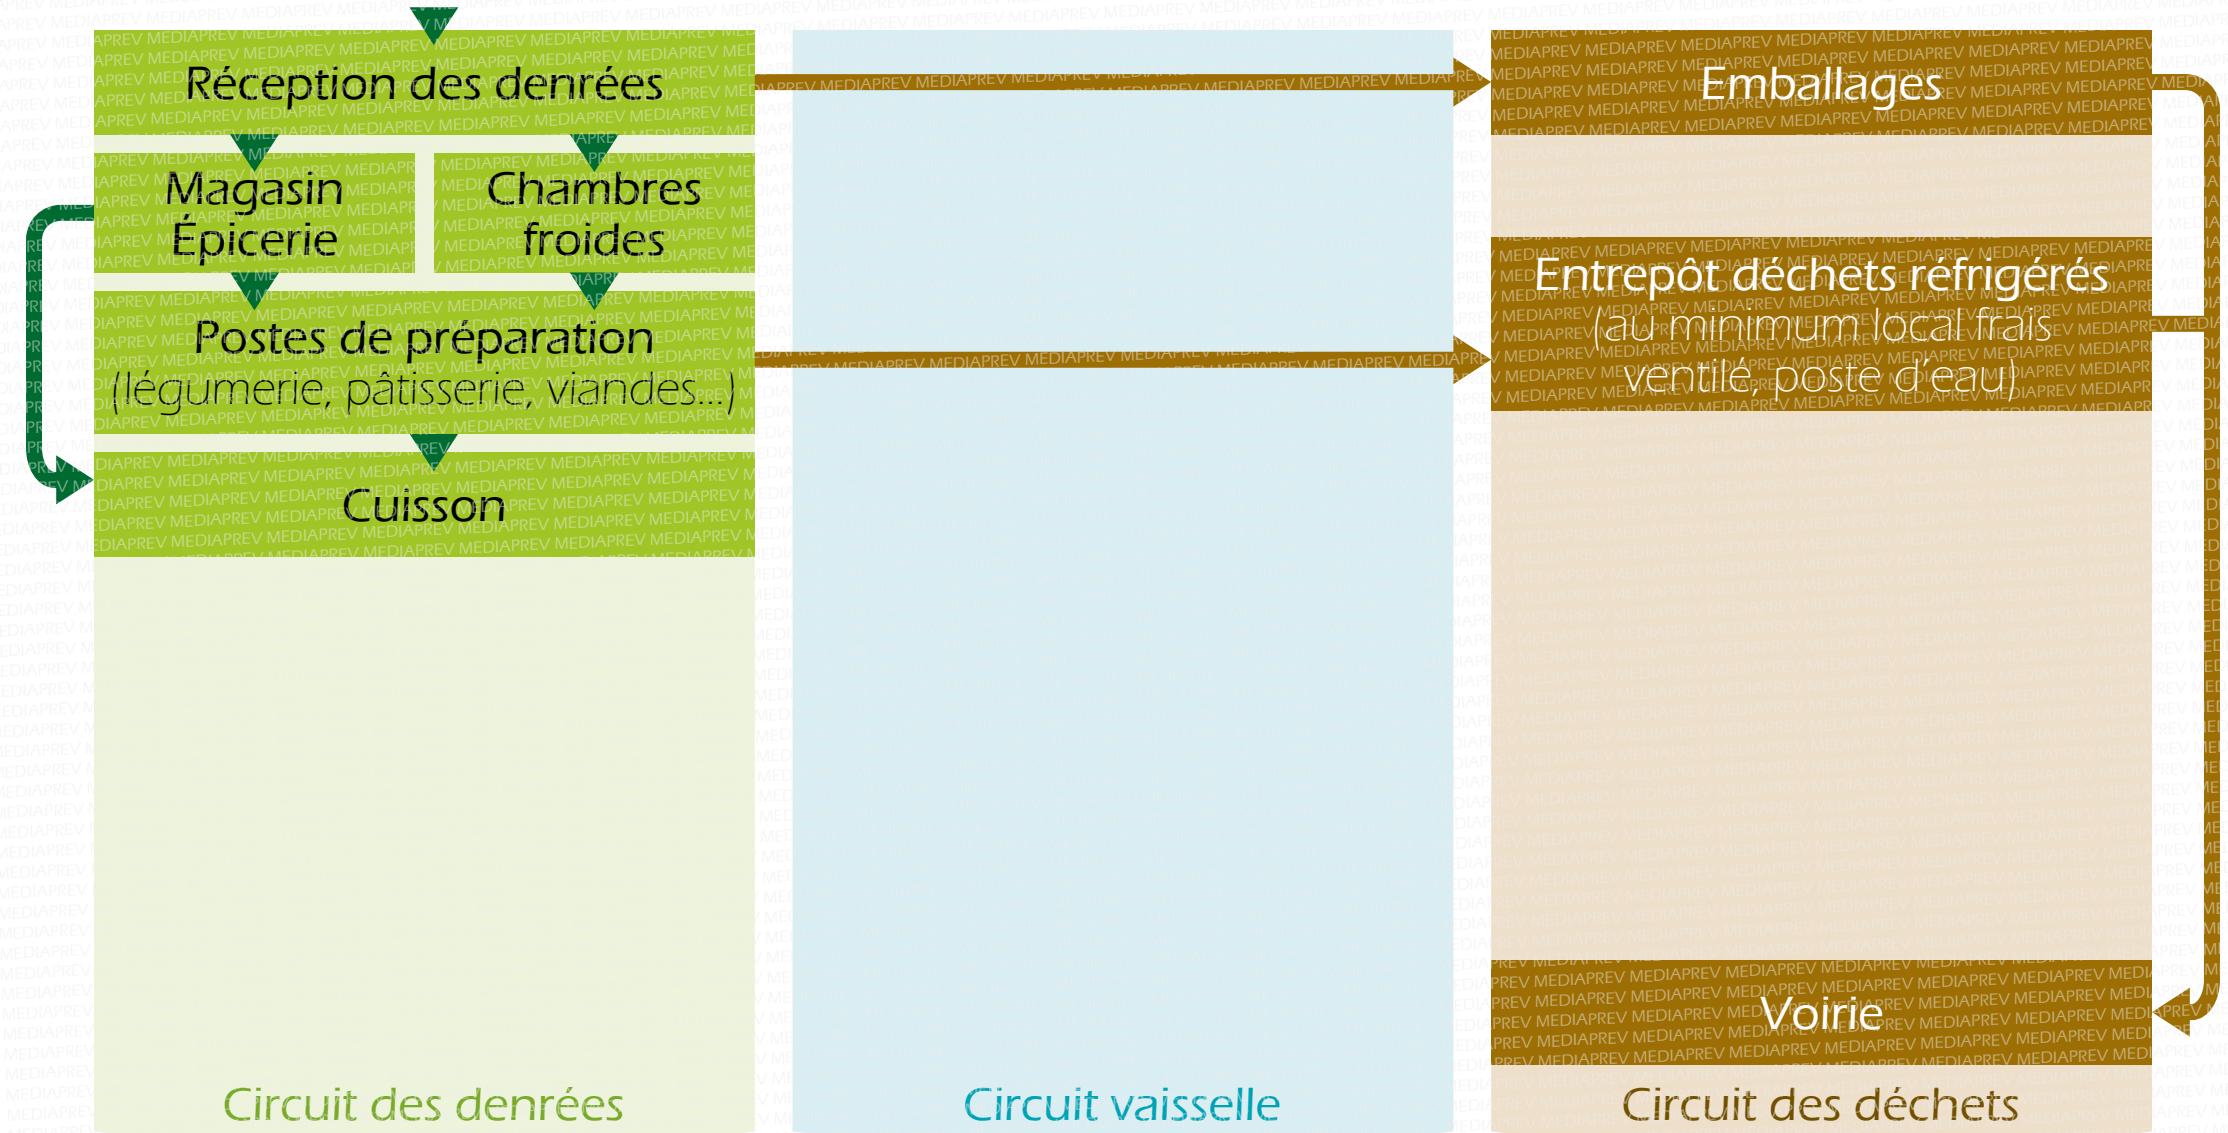 Réception des denrées
Emballages
Magasin
Épicerie
Chambres
froides
Postes de préparation
(légumerie, pâtisserie, viandes...)
Entrepôt déchets réfrigérés
(au minimum local frais
ventilé, poste d'eau)
Cuisson
Voirie
Circuit des denrées
Circuit vaisselle
Circuit des déchets
MEDIAPREV